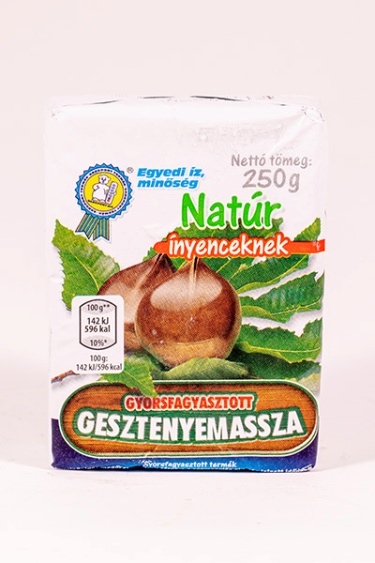 Egyedi íz,
minőség
Nettó tömeg:
250g
Natúr
ínyenceknek
100g**
142 kJ
596 kal
10%*
100g:
142 kJ/596 kcal
GYORSFAGYASZTOTT
GESZTENYEMASSZA
Gyorsfagyasztott termék